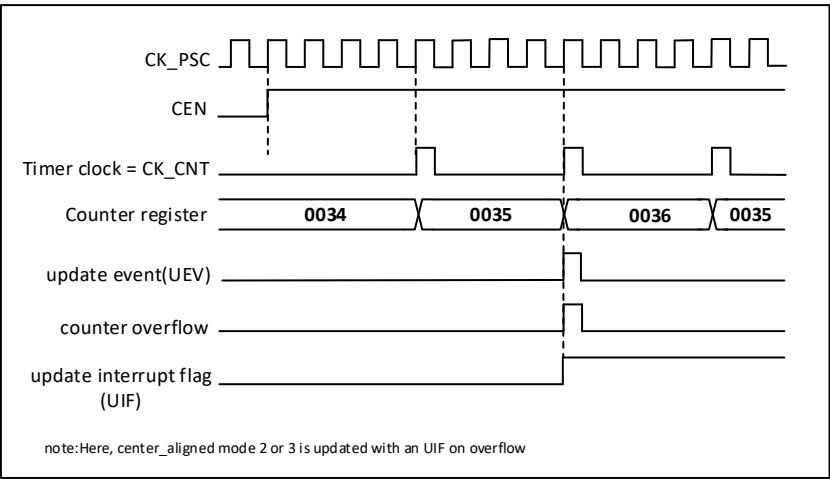 CK_PSC
CEN
Timer clock = CK_CNT
Counter register 0034 0035 0036 0035
update event(UEV)
counter overflow
update interrupt flag
(UIF)
note:Here, center_aligned mode 2 or 3 is updated with an UIF on overflow